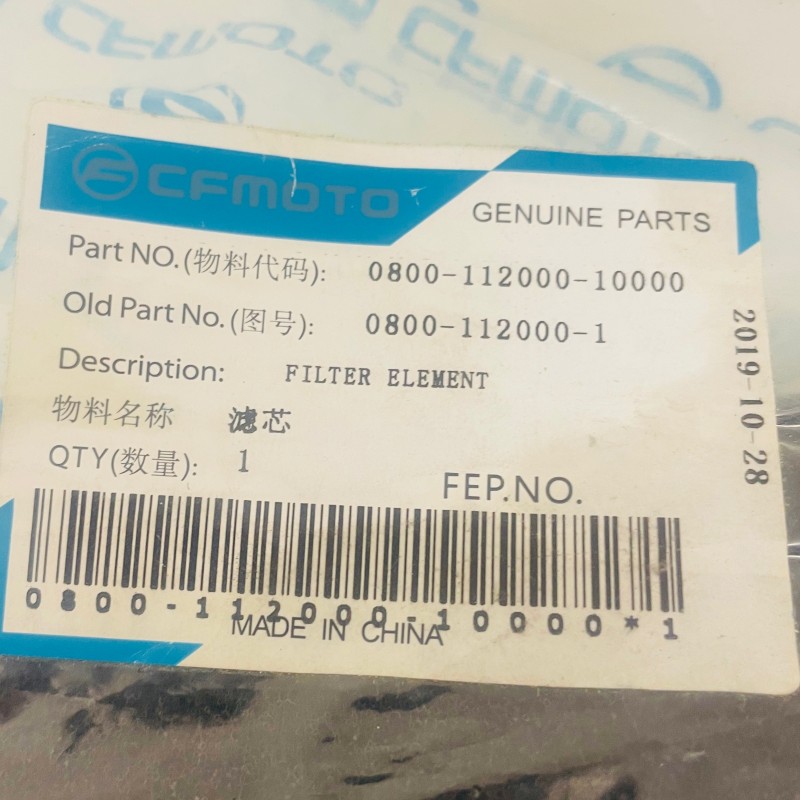 CFMOTO CFMOTO
CFMOTO
GENUINE PARTS
Part NO.(物料代码): 0800-112000-10000
Old Part No.(图号): 0800-112000-1
Description: FILTER ELEMENT
物料名称 滤芯
QTY(数量): 1
FEP.NO.
2019-10-28
0800-112000-10000*1
MADE IN CHINA